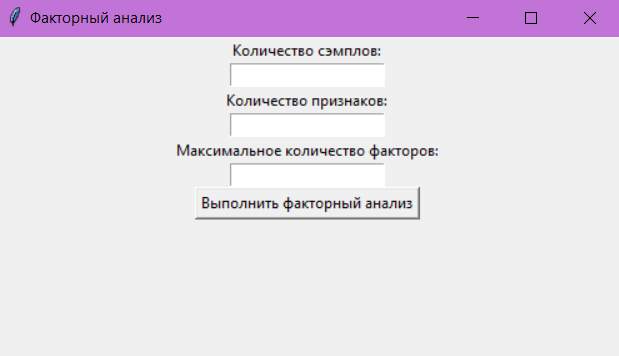 Факторный анализ
Количество сэмплов:
Количество признаков:
Максимальное количество факторов:
Выполнить факторный анализ